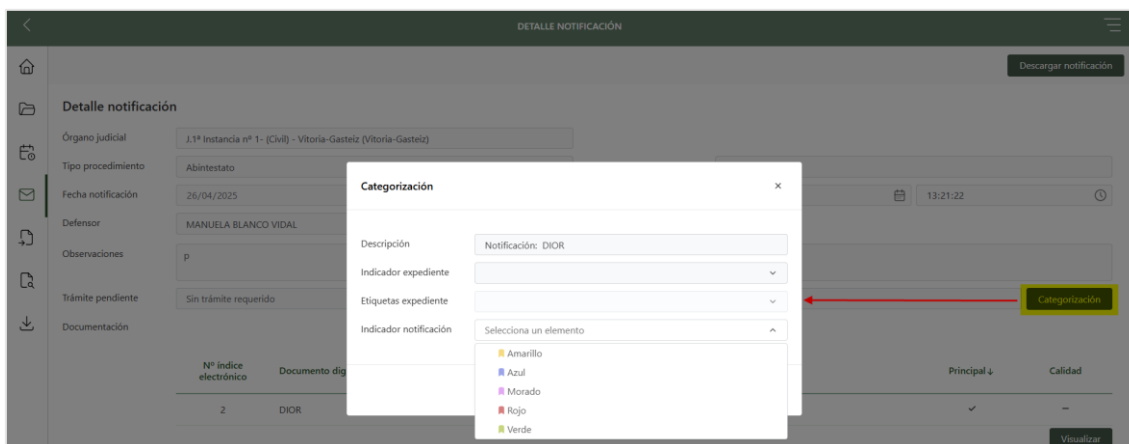 DETALLE NOTIFICACIÓN
Descargar notificación
Detalle notificación
Órgano judicial
J.1ª Instancia nº 1- (Civil) - Vitoria-Gasteiz (Vitoria-Gasteiz)
Tipo procedimiento
Abintestato
Fecha notificación
26/04/2025
13:21:22
Defensor
MANUELA BLANCO VIDAL
Observaciones
p
Trámite pendiente
Sin trámite requerido
Categorización
Documentación
Categorización
×
Descripción
Notificación: DIOR
Indicador expediente
Etiquetas expediente
Indicador notificación
Selecciona un elemento
Amarillo
Azul
Morado
Rojo
Verde
Nº índice electrónico
Documento dig
Principal ↓
Calidad
2
DIOR
Visualizar